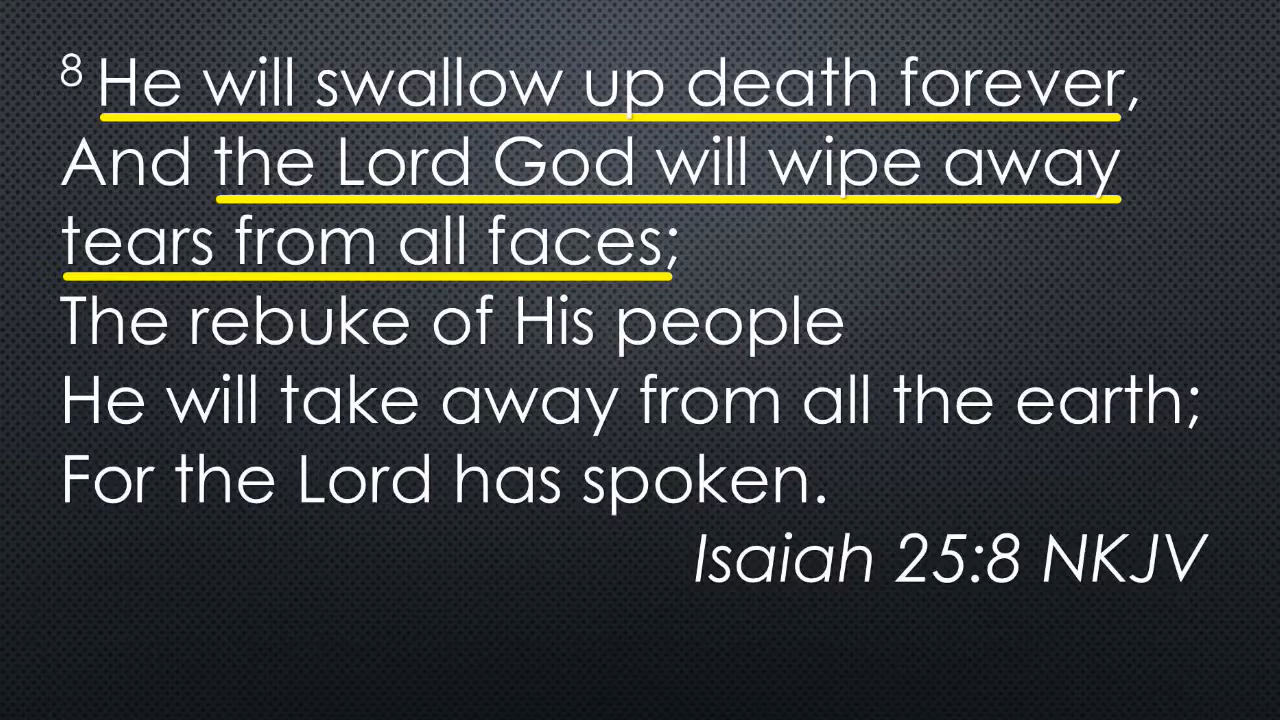 8 He will swallow up death forever,
And the Lord God will wipe away
tears from all faces;
The rebuke of His people
He will take away from all the earth;
For the Lord has spoken.
Isaiah 25:8 NKJV